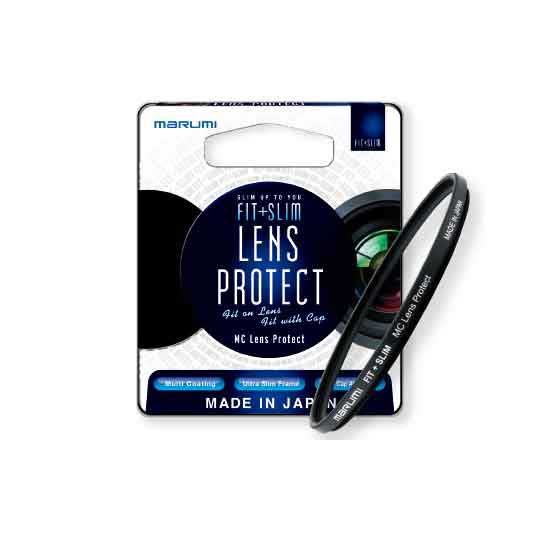 marumi
FIT+SLIM
SLIM UP TO YOU
FIT+SLIM
LENS
PROTECT
Fit on Lens
Fit with Cap
MC Lens Protect
Multi Coating
Ultra Slim Frame
Cap
MADE IN JAPAN
marumi FIT + SLIM MC Lens Protect MADE IN JAPAN